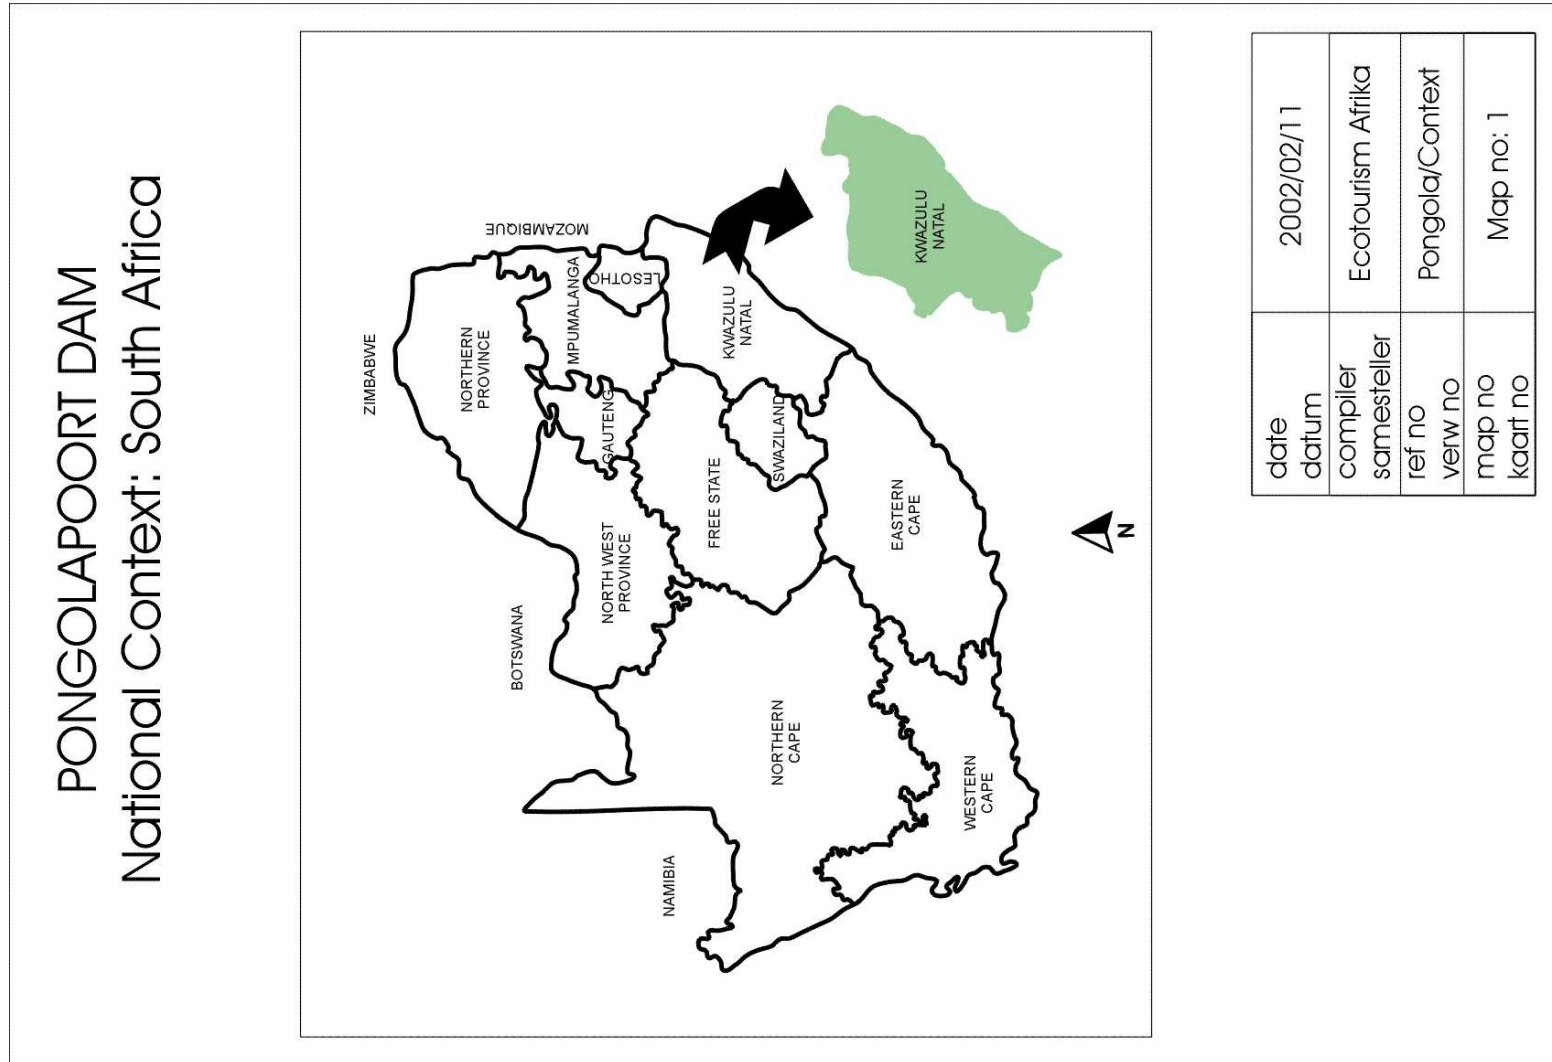 PONGOLAPOORT DAM
National Context: South Africa
ZIMBABWE
NORTHERN
PROVINCE
MOZAMBIQUE
MPUMALANGA
LESOTHO
GAUTENG
BOTSWANA
NORTH WEST
PROVINCE
FREE STATE
SWAZILAND
KWAZULU
NATAL
KWAZULU
NATAL
EASTERN
CAPE
NORTHERN
CAPE
WESTERN
CAPE
NAMIBIA
N
date
datum
2002/02/11
compiler
samesteller
Ecotourism Afrika
ref no
verw no
Pongola/Context
map no
kaart no
Map no: 1